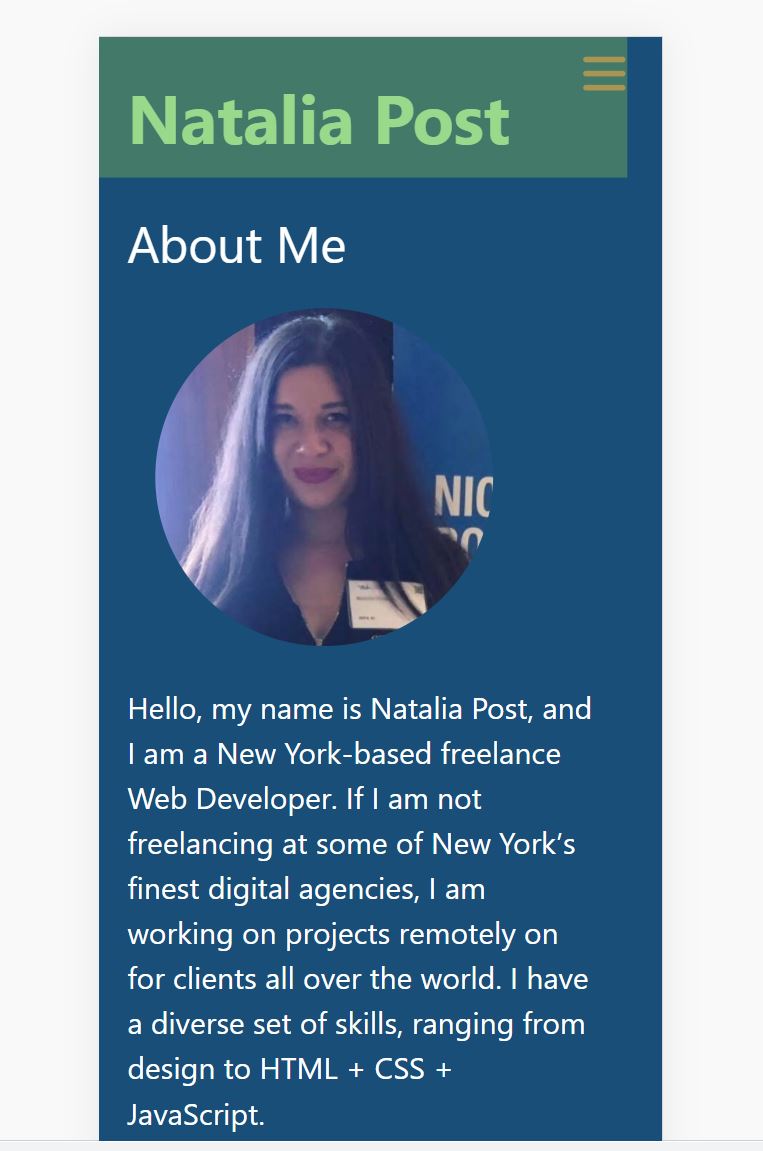 Natalia Post
About Me
NIC
Hello, my name is Natalia Post, and
I am a New York-based freelance
Web Developer. If I am not
freelancing at some of New York’s
finest digital agencies, I am
working on projects remotely on
for clients all over the world. I have
a diverse set of skills, ranging from
design to HTML + CSS +
JavaScript.